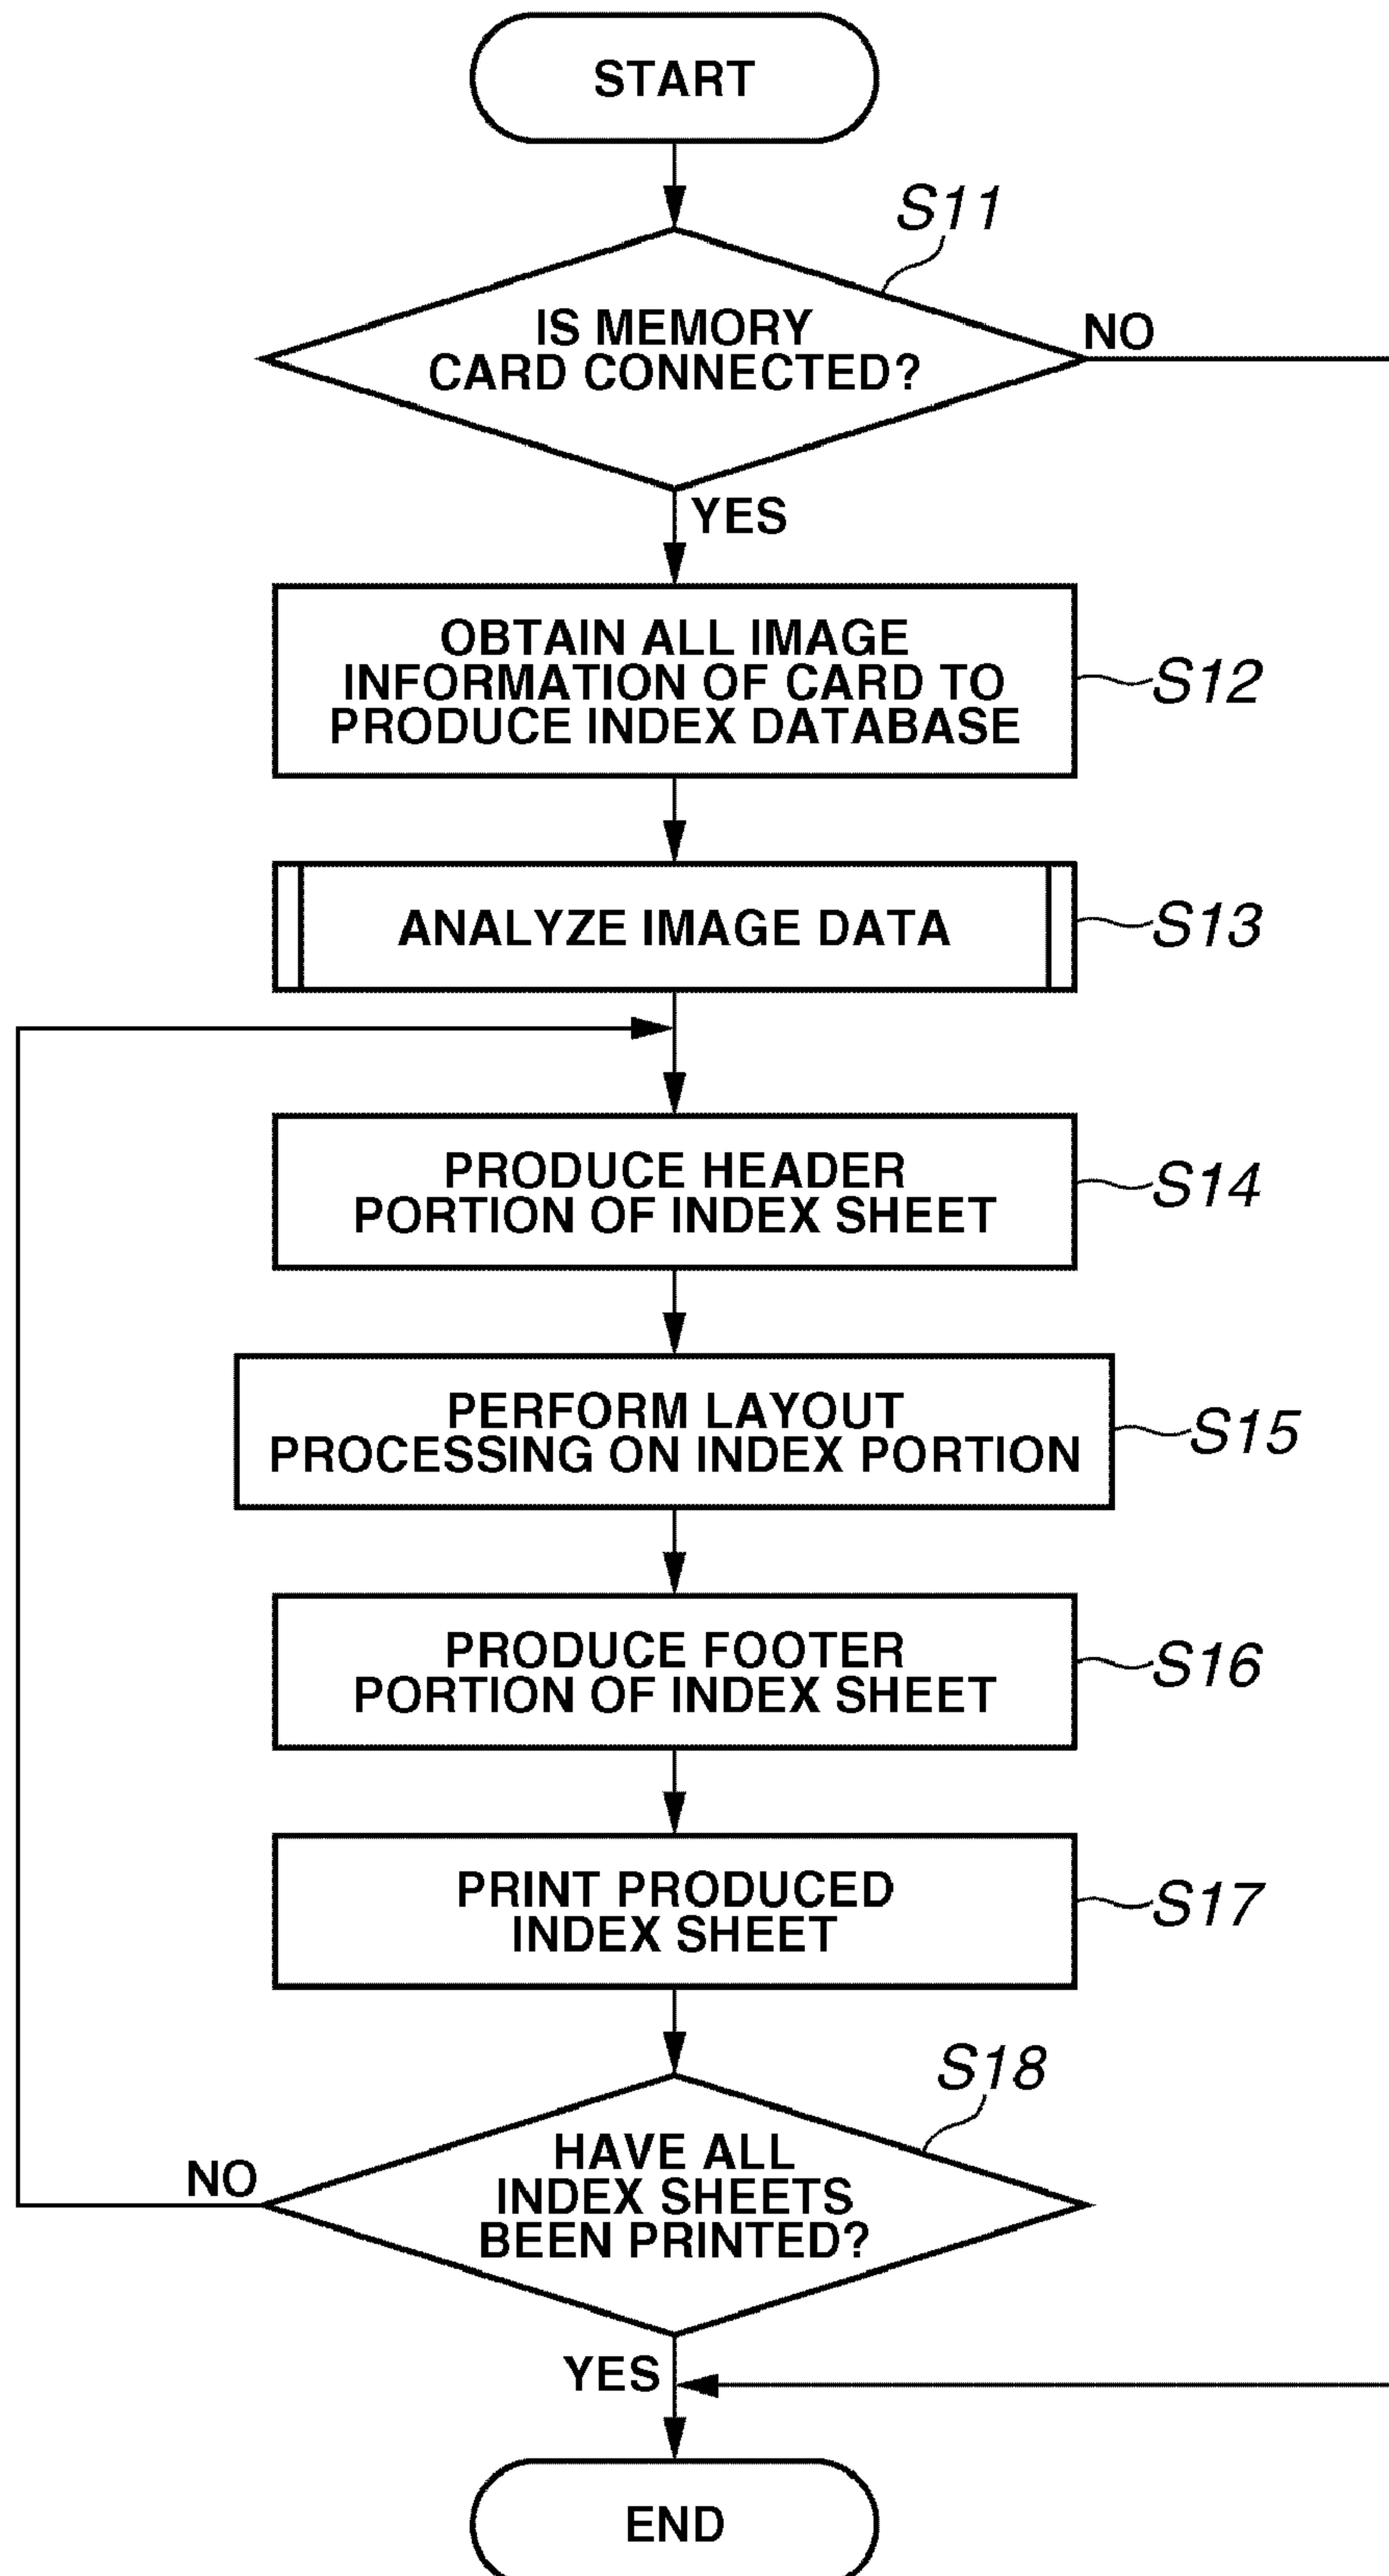 START
S11
IS MEMORY
CARD CONNECTED?
NO
YES
OBTAIN ALL IMAGE
INFORMATION OF CARD TO
PRODUCE INDEX DATABASE
S12
ANALYZE IMAGE DATA
S13
PRODUCE HEADER
PORTION OF INDEX SHEET
S14
PERFORM LAYOUT
PROCESSING ON INDEX PORTION
S15
PRODUCE FOOTER
PORTION OF INDEX SHEET
S16
PRINT PRODUCED
INDEX SHEET
S17
S18
HAVE ALL
INDEX SHEETS
BEEN PRINTED?
NO
YES
END